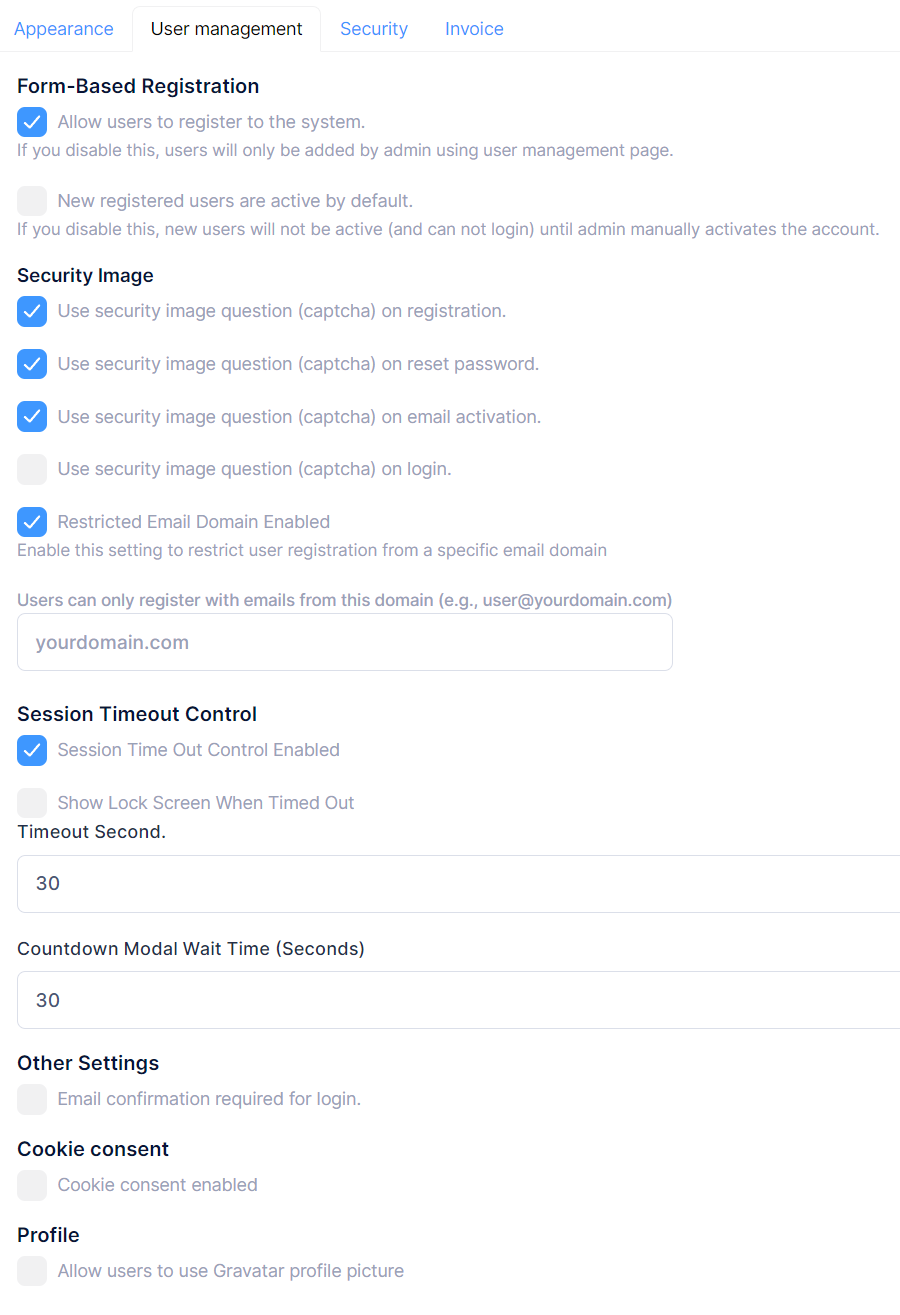 Appearance User management Security Invoice
Form-Based Registration
Allow users to register to the system.
If you disable this, users will only be added by admin using user management page.
New registered users are active by default.
If you disable this, new users will not be active (and can not login) until admin manually activates the account.
Security Image
Use security image question (captcha) on registration.
Use security image question (captcha) on reset password.
Use security image question (captcha) on email activation.
Use security image question (captcha) on login.
Restricted Email Domain Enabled
Enable this setting to restrict user registration from a specific email domain
Users can only register with emails from this domain (e.g., user@yourdomain.com)
yourdomain.com
Session Timeout Control
Session Time Out Control Enabled
Show Lock Screen When Timed Out
Timeout Second.
30
Countdown Modal Wait Time (Seconds)
30
Other Settings
Email confirmation required for login.
Cookie consent
Cookie consent enabled
Profile
Allow users to use Gravatar profile picture